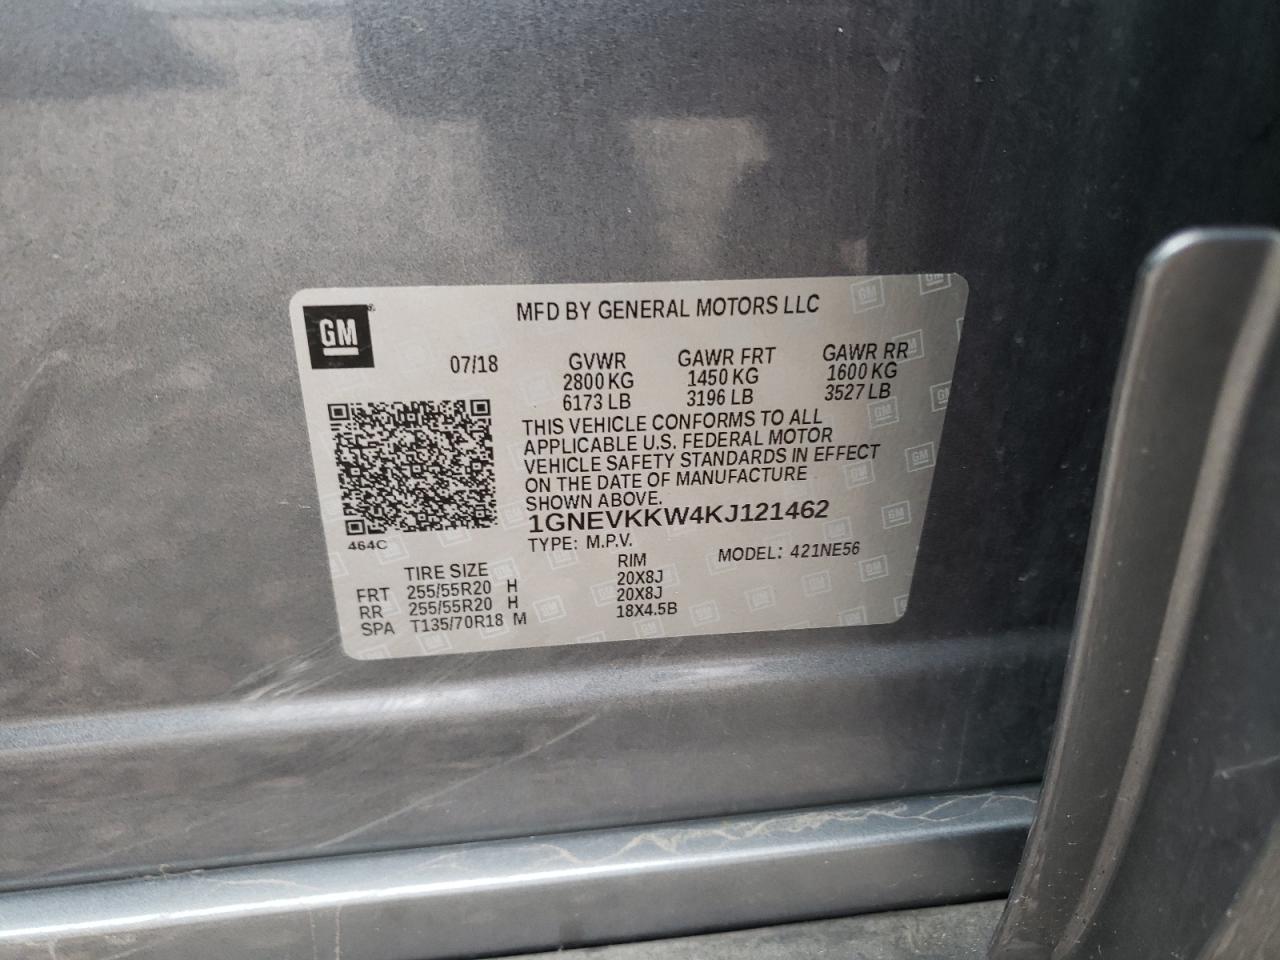 GM
MFD BY GENERAL MOTORS LLC
07/18 GVWR GAWR FRT GAWR RR
2800 KG 1450 KG 1600 KG
6173 LB 3196 LB 3527 LB
THIS VEHICLE CONFORMS TO ALL
APPLICABLE U.S. FEDERAL MOTOR
VEHICLE SAFETY STANDARDS IN EFFECT
ON THE DATE OF MANUFACTURE
SHOWN ABOVE.
1GNEVKKW4KJ121462
464C
TYPE: M.P.V. MODEL: 421NE56
TIRE SIZE RIM
FRT 255/55R20 H 20X8J
RR 255/55R20 H 20X8J
SPA T135/70R18 M 18X4.5B